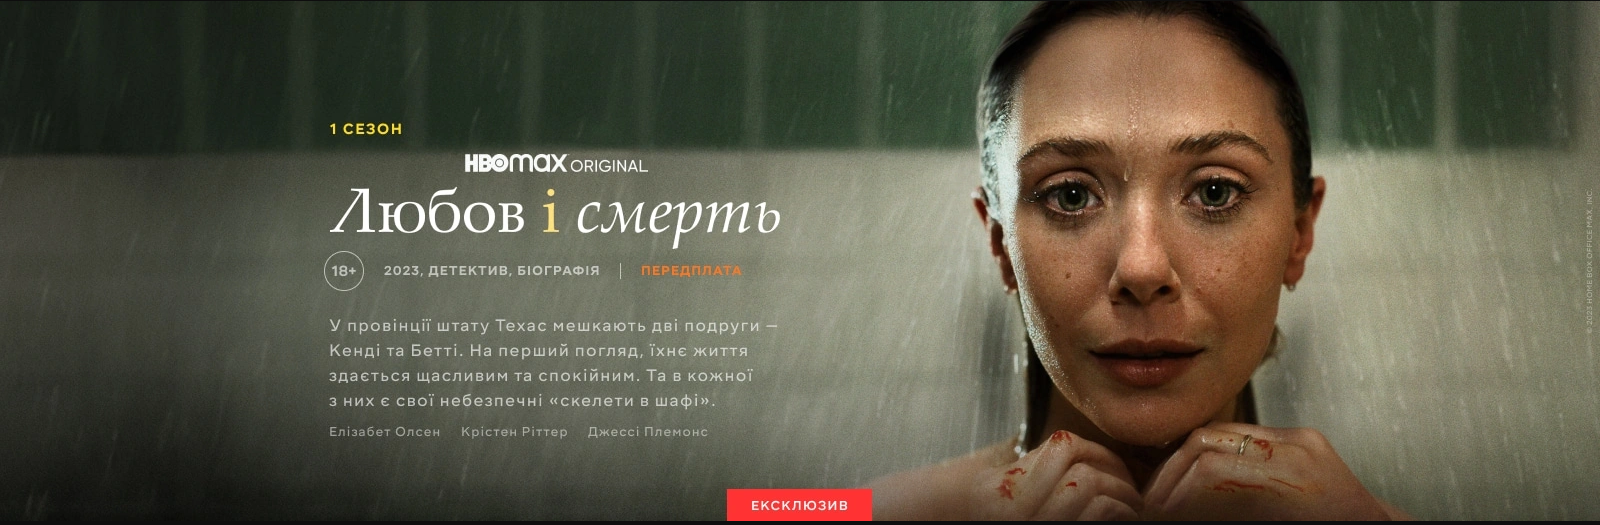 1 СЕЗОН
HBOmax ORIGINAL
Любов і смерть
18+ 2023, ДЕТЕКТИВ, БІОГРАФІЯ | ПЕРЕДПЛАТА
У провінції штату Техас мешкають дві подруги –
Кенді та Бетті. На перший погляд, їхнє життя
здається щасливим та спокійним. Та в кожної
з них є свої небезпечні «скелети в шафі».
Елізабет Олсен Крістен Ріттер Джессі Племонс
ЕКСКЛЮЗИВ
© 2023 HOME BOX OFFICE MAX, INC.